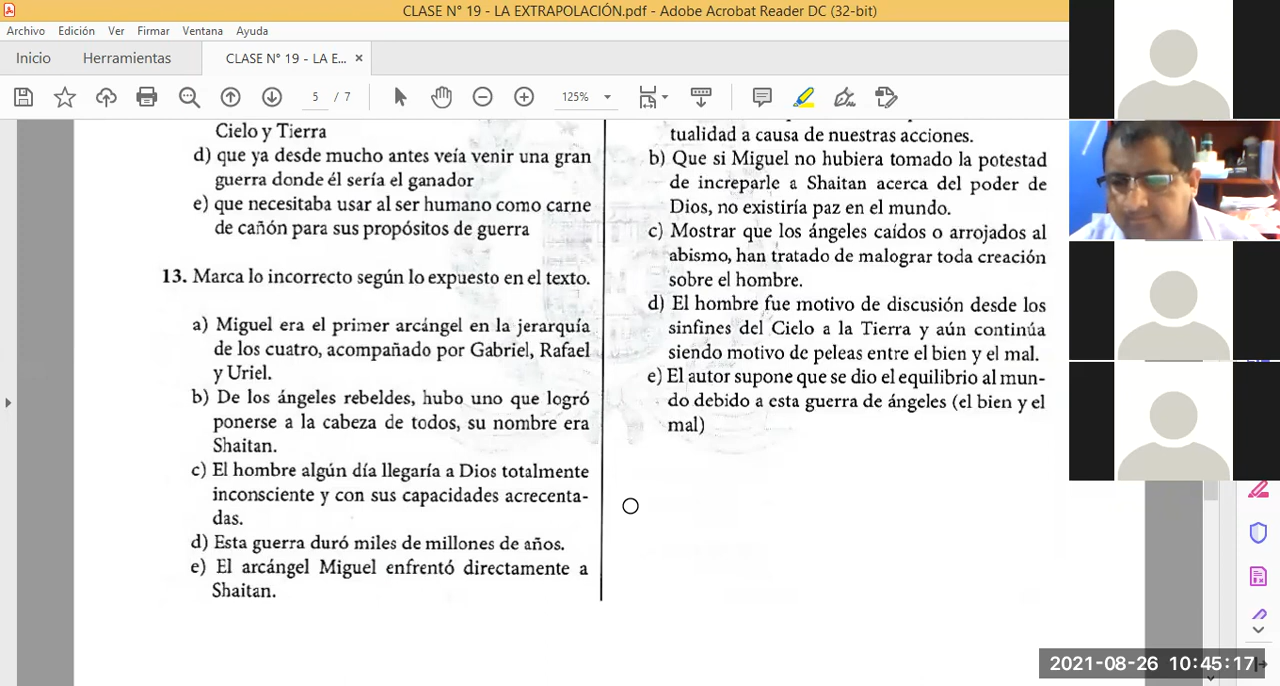 CLASE N° 19 - LA EXTRAPOLACIÓN.pdf - Adobe Acrobat Reader DC (32-bit)
Archivo Edición Ver Firmar Ventana Ayuda
Inicio Herramientas CLASE N° 19 - LA E... ×
5 / 7 125%
Cielo y Tierra
d) que ya desde mucho antes veía venir una gran
guerra donde él sería el ganador
e) que necesitaba usar al ser humano como carne
de cañón para sus propósitos de guerra
13. Marca lo incorrecto según lo expuesto en el texto.
a) Miguel era el primer arcángel en la jerarquía
de los cuatro, acompañado por Gabriel, Rafael
y Uriel.
b) De los ángeles rebeldes, hubo uno que logró
ponerse a la cabeza de todos, su nombre era
Shaitan.
c) El hombre algún día llegaría a Dios totalmente
inconsciente y con sus capacidades acrecenta-
das.
d) Esta guerra duró miles de millones de años.
e) El arcángel Miguel enfrentó directamente a
Shaitan.
tualidad a causa de nuestras acciones.
b) Que si Miguel no hubiera tomado la potestad
de increparle a Shaitan acerca del poder de
Dios, no existiría paz en el mundo.
c) Mostrar que los ángeles caídos o arrojados al
abismo, han tratado de malograr toda creación
sobre el hombre.
d) El hombre fue motivo de discusión desde los
sinfines del Cielo a la Tierra y aún continúa
siendo motivo de peleas entre el bien y el mal.
e) El autor supone que se dio el equilibrio al mun-
do debido a esta guerra de ángeles (el bien y el
mal)
2021-08-26 10:45:17